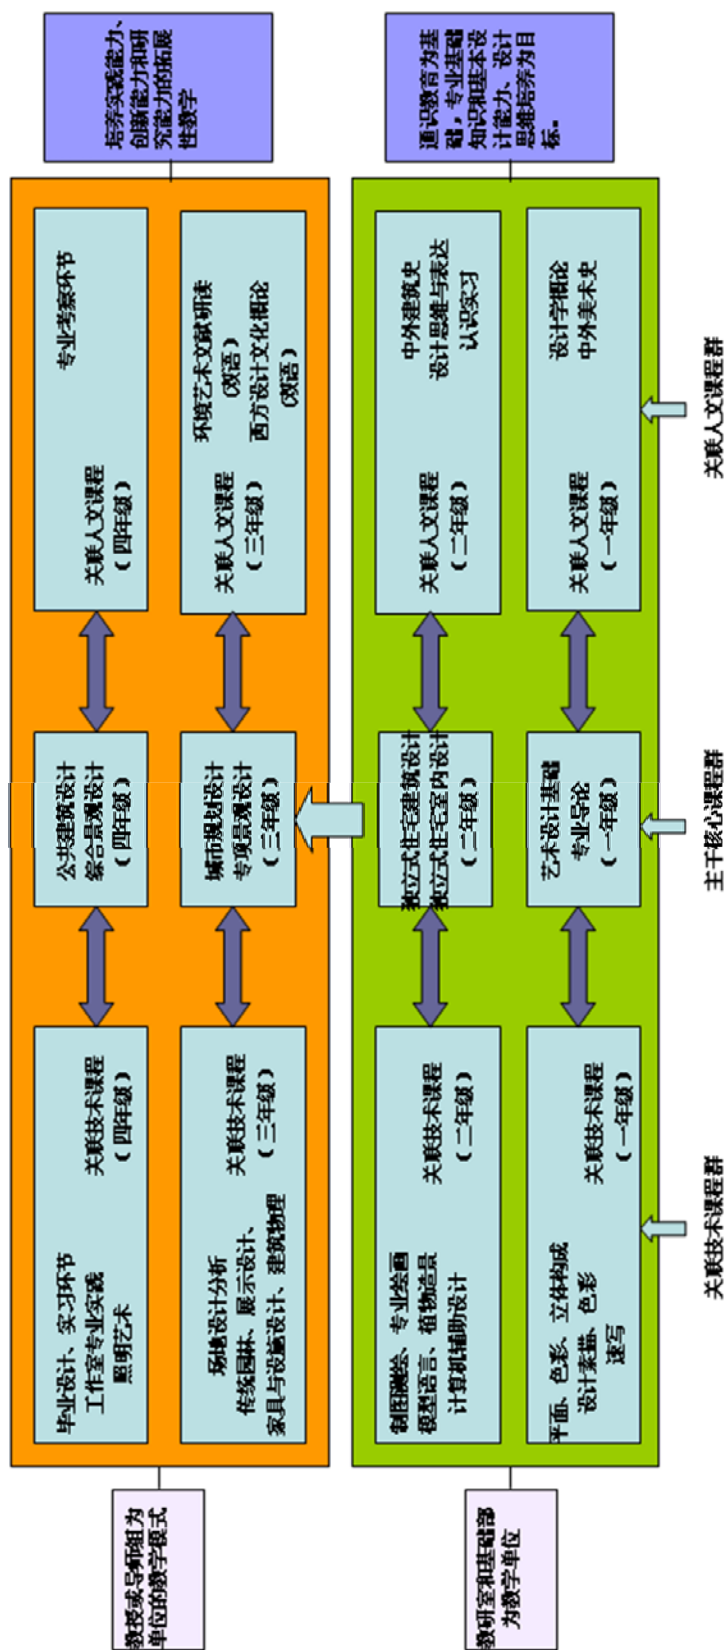 教授或导师组为
单位的教学模式
毕业设计、实习环节
工作室专业实践
照明艺术
关联技术课程
（四年级）
公共建筑设计
综合景观设计
（四年级）
关联人文课程
（四年级）
专业考察环节
培养实践能力、
创新能力和研
究能力的拓展
性教学
场地设计分析
传统园林、展示设计、
家具与设施设计、建筑物理
关联技术课程
（三年级）
城市规划设计
专项景观设计
（三年级）
关联人文课程
（三年级）
环境艺术文献研读
（双语）
西方设计文化概论
（双语）
教研室和基础部
为教学单位
制图测绘、专业绘画
模型语言、植物造景
计算机辅助设计
关联技术课程
（二年级）
独立式住宅建筑设计
独立式住宅室内设计
（二年级）
关联人文课程
（二年级）
中外建筑史
设计思维与表达
认识实习
通识教育为基
础，专业基础
知识和基本设
计能力、设计
思维培养为目
标。
平面、色彩、立体构成
设计素描、色彩
速写
关联技术课程
（一年级）
艺术设计基础
专业导论
（一年级）
关联人文课程
（一年级）
设计学概论
中外美术史
关联技术课程群
主干核心课程群
关联人文课程群